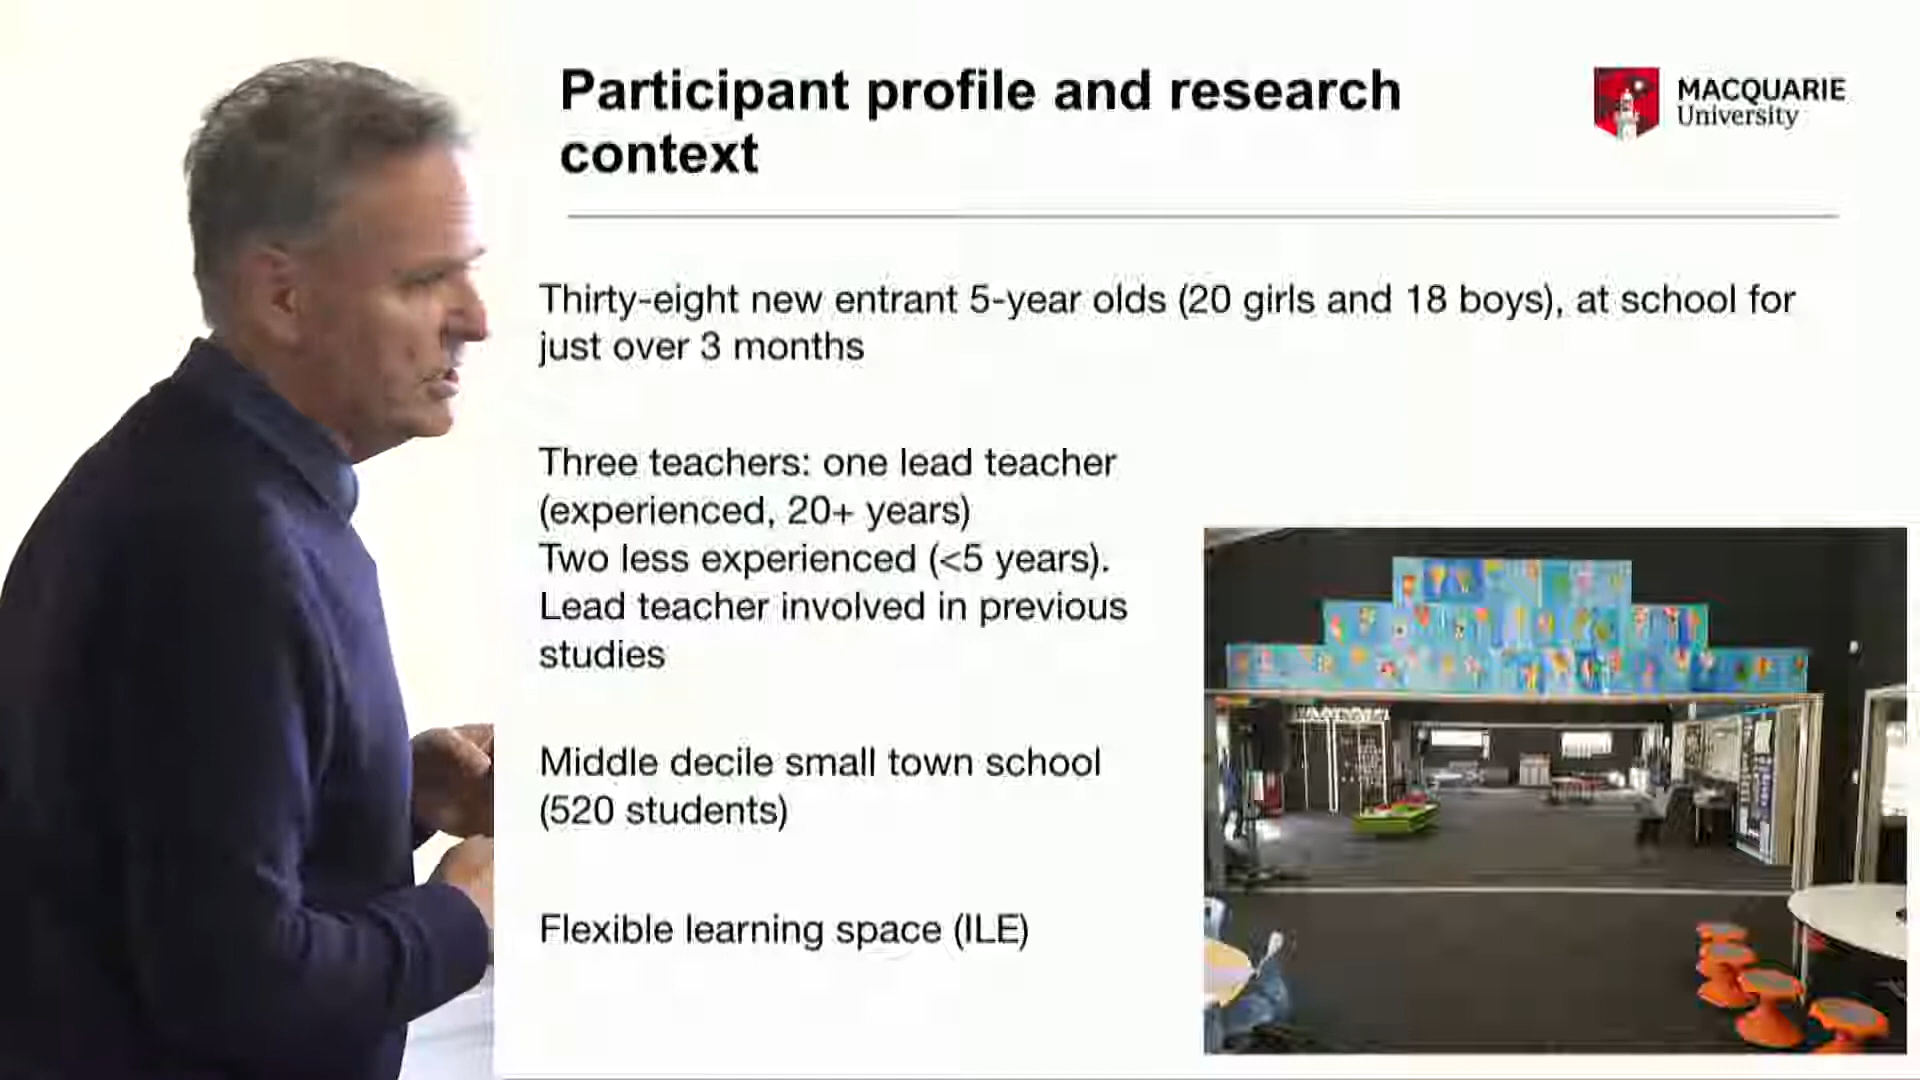 Participant profile and research
context
MACQUARIE
University
Thirty-eight new entrant 5-year olds (20 girls and 18 boys), at school for
just over 3 months
Three teachers: one lead teacher
(experienced, 20+ years)
Two less experienced (<5 years).
Lead teacher involved in previous
studies
Middle decile small town school
(520 students)
Flexible learning space (ILE)